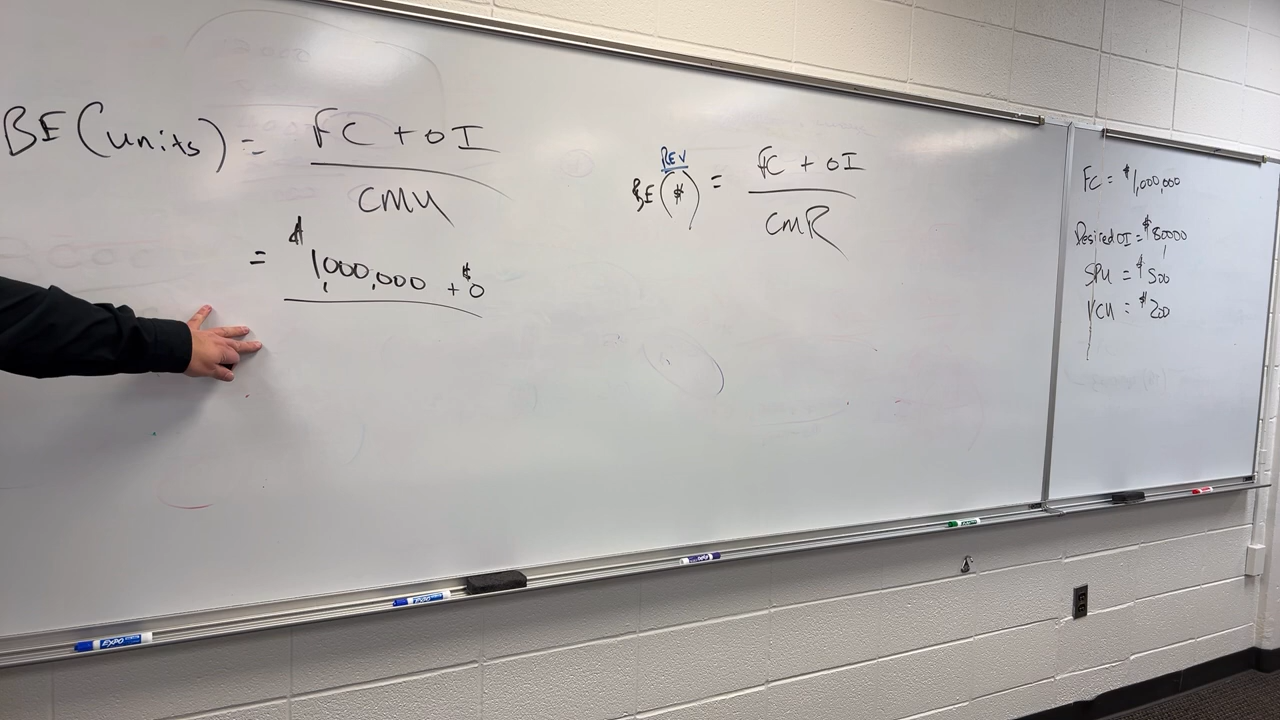 BE (units) = FC + OI
CMU
= $1,000,000 + $0
REV
BE ($) = FC + OI
CMR
FC = $1,000,000
Desired OI = $80000
SPU = $500
VCU = $200
EXPO